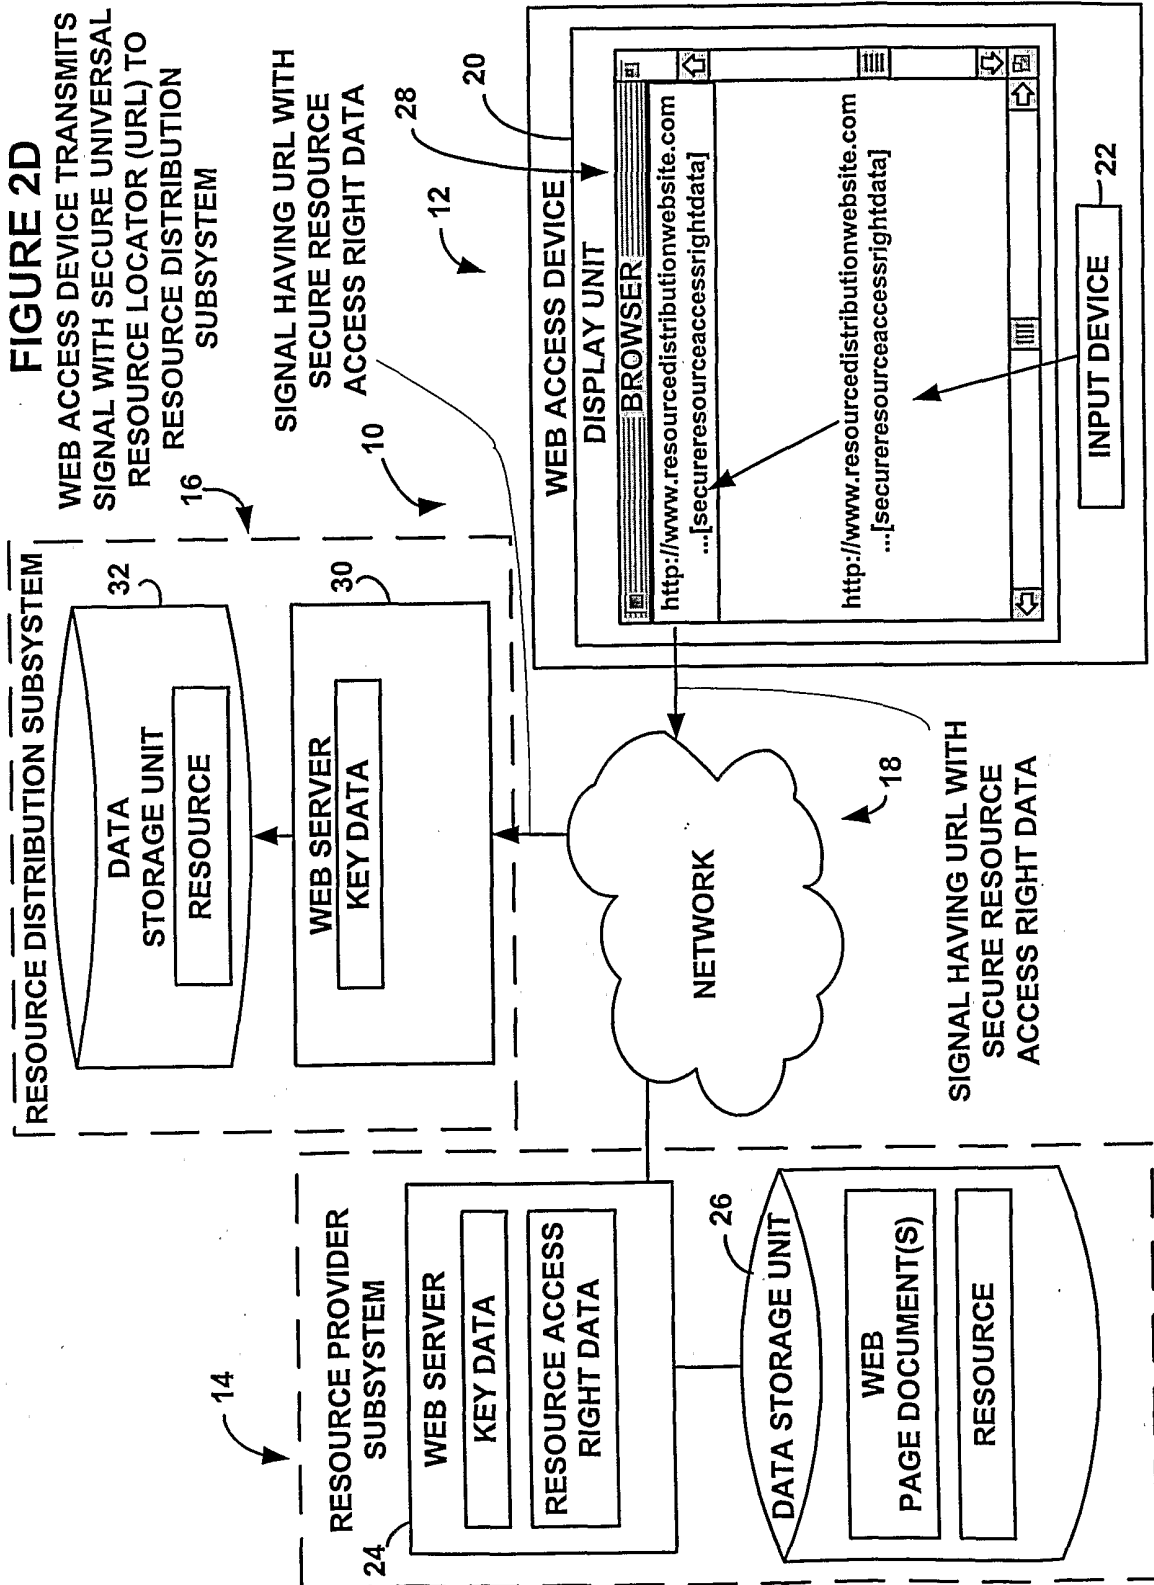 FIGURE 2D
WEB ACCESS DEVICE TRANSMITS
SIGNAL WITH SECURE UNIVERSAL
RESOURCE LOCATOR (URL) TO
RESOURCE DISTRIBUTION
SUBSYSTEM
16
RESOURCE DISTRIBUTION SUBSYSTEM
32
DATA
STORAGE UNIT
RESOURCE
30
WEB SERVER
KEY DATA
10
SIGNAL HAVING URL WITH
SECURE RESOURCE
ACCESS RIGHT DATA
12
28
20
WEB ACCESS DEVICE
DISPLAY UNIT
BROWSER
http://www.resourcedistributionwebsite.com
...[secureresourceaccessrightdata]
http://www.resourcedistributionwebsite.com
...[secureresourceaccessrightdata]
INPUT DEVICE
22
NETWORK
18
SIGNAL HAVING URL WITH
SECURE RESOURCE
ACCESS RIGHT DATA
14
RESOURCE PROVIDER
SUBSYSTEM
24
WEB SERVER
KEY DATA
RESOURCE ACCESS
RIGHT DATA
26
DATA STORAGE UNIT
WEB
PAGE DOCUMENT(S)
RESOURCE